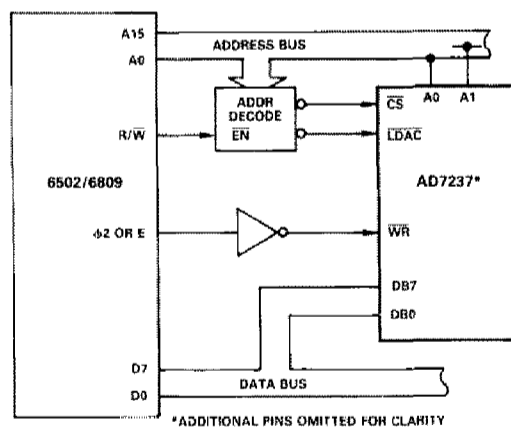 A15
ADDRESS BUS
A0
ADDR
DECODE
EN
R/W
CS
LDAC
A0
A1
6502/6809
AD7237*
ϕ2 OR E
WR
DB7
DB0
D7
D0
DATA BUS
*ADDITIONAL PINS OMITTED FOR CLARITY